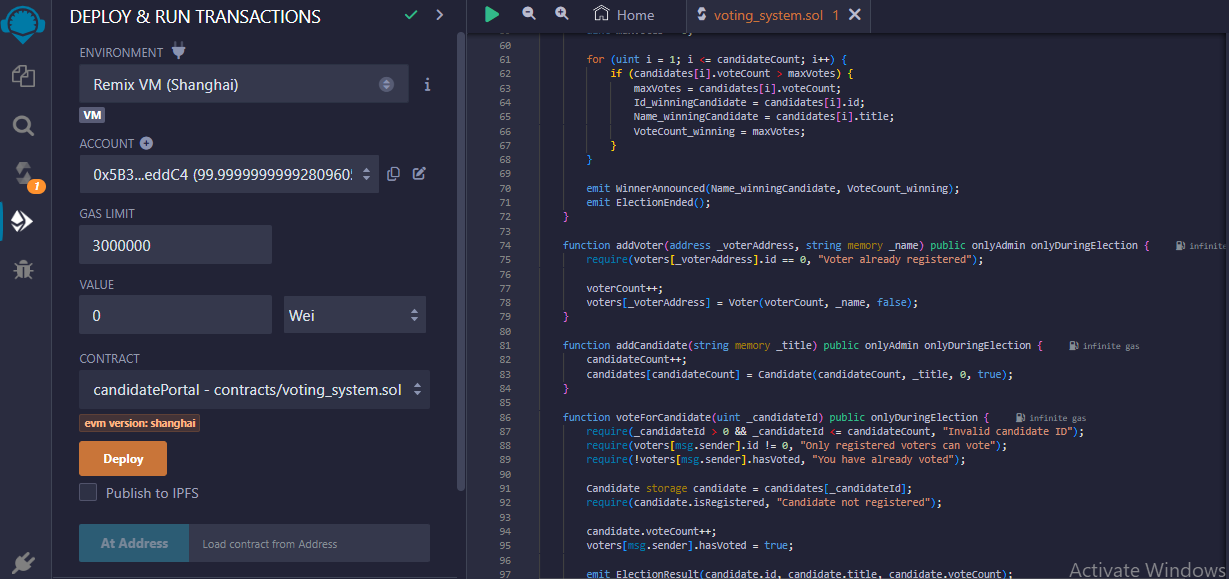 DEPLOY & RUN TRANSACTIONS
ENVIRONMENT
Remix VM (Shanghai)
VM
ACCOUNT
0x5B3...eddC4 (99.9999999999280960
GAS LIMIT
3000000
VALUE
0
Wei
CONTRACT
candidatePortal - contracts/voting_system.sol
evm version: shanghai
Deploy
Publish to IPFS
At Address
Load contract from Address
1
Home
voting_system.sol 1
60
61 for (uint i = 1; i <= candidateCount; i++) {
62 if (candidates[i].voteCount > maxVotes) {
63 maxVotes = candidates[i].voteCount;
64 Id_winningCandidate = candidates[i].id;
65 Name_winningCandidate = candidates[i].title;
66 VoteCount_winning = maxVotes;
67 }
68 }
69
70 emit WinnerAnnounced(Name_winningCandidate, VoteCount_winning);
71 emit ElectionEnded();
72 }
73
74 function addVoter(address _voterAddress, string memory _name) public onlyAdmin onlyDuringElection { infinite
75 require(voters[_voterAddress].id == 0, "Voter already registered");
76
77 voterCount++;
78 voters[_voterAddress] = Voter(voterCount, _name, false);
79 }
80
81 function addCandidate(string memory _title) public onlyAdmin onlyDuringElection { infinite gas
82 candidateCount++;
83 candidates[candidateCount] = Candidate(candidateCount, _title, 0, true);
84 }
85
86 function voteForCandidate(uint _candidateId) public onlyDuringElection { infinite gas
87 require(_candidateId > 0 && _candidateId <= candidateCount, "Invalid candidate ID");
88 require(voters[msg.sender].id != 0, "Only registered voters can vote");
89 require(!voters[msg.sender].hasVoted, "You have already voted");
90
91 Candidate storage candidate = candidates[_candidateId];
92 require(candidate.isRegistered, "Candidate not registered");
93
94 candidate.voteCount++;
95 voters[msg.sender].hasVoted = true;
96
97 emit ElectionResult(candidate.id, candidate.title, candidate.voteCount);
Activate Windows